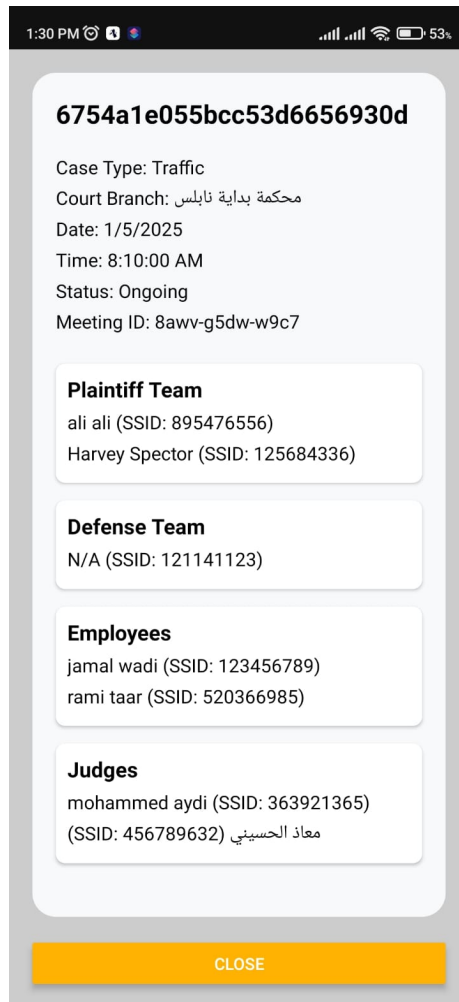 1:30 PM 53%
6754a1e055bcc53d6656930d
Case Type: Traffic
Court Branch: محكمة بداية نابلس
Date: 1/5/2025
Time: 8:10:00 AM
Status: Ongoing
Meeting ID: 8awv-g5dw-w9c7
Plaintiff Team
ali ali (SSID: 895476556)
Harvey Spector (SSID: 125684336)
Defense Team
N/A (SSID: 121141123)
Employees
jamal wadi (SSID: 123456789)
rami taar (SSID: 520366985)
Judges
mohammed aydi (SSID: 363921365)
معاذ الحسيني (SSID: 456789632)
CLOSE